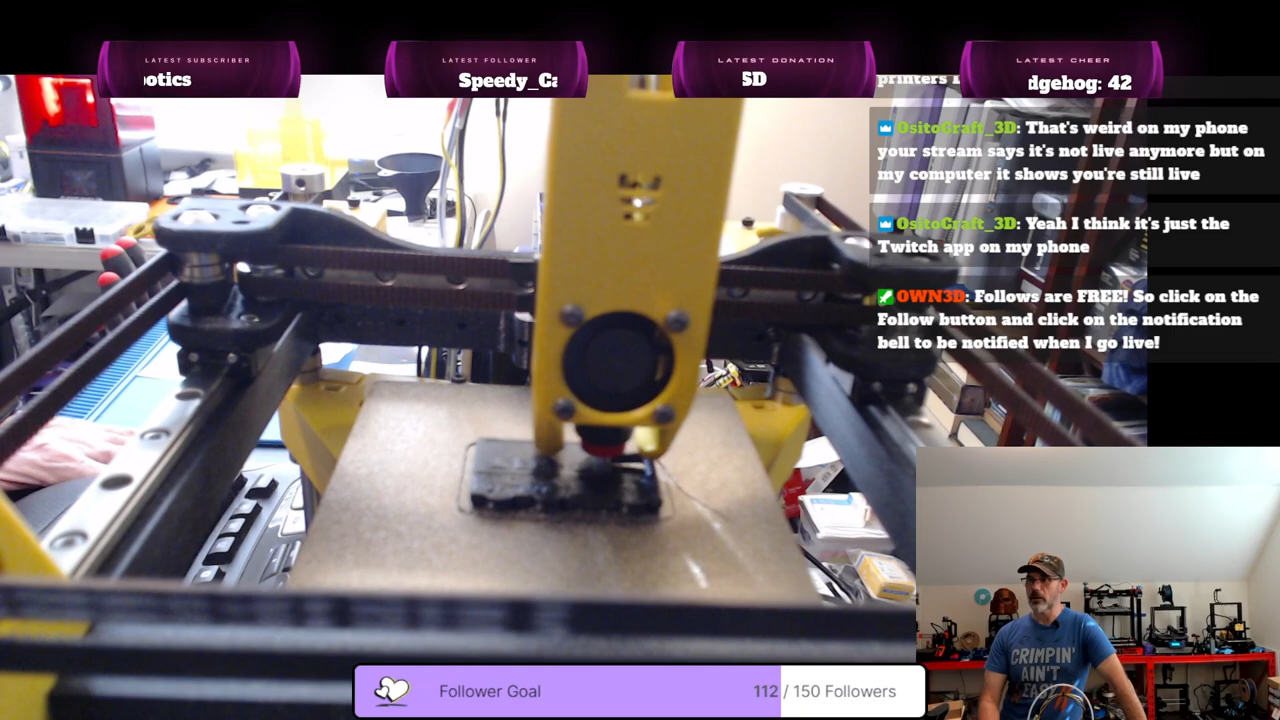 LATEST SUBSCRIBER
LATEST FOLLOWER
Speedy_Ca
LATEST DONATION
LATEST CHEER
dgehog: 42
printers
OsitoCraft_3D: That's weird on my phone
your stream says it's not live anymore but on
my computer it shows you're still live
OsitoCraft_3D: Yeah I think it's just the
Twitch app on my phone
OWN3D: Follows are FREE! So click on the
Follow button and click on the notification
bell to be notified when I go live!
CRIMPIN'
AIN'T
EASY
Follower Goal
112 / 150 Followers